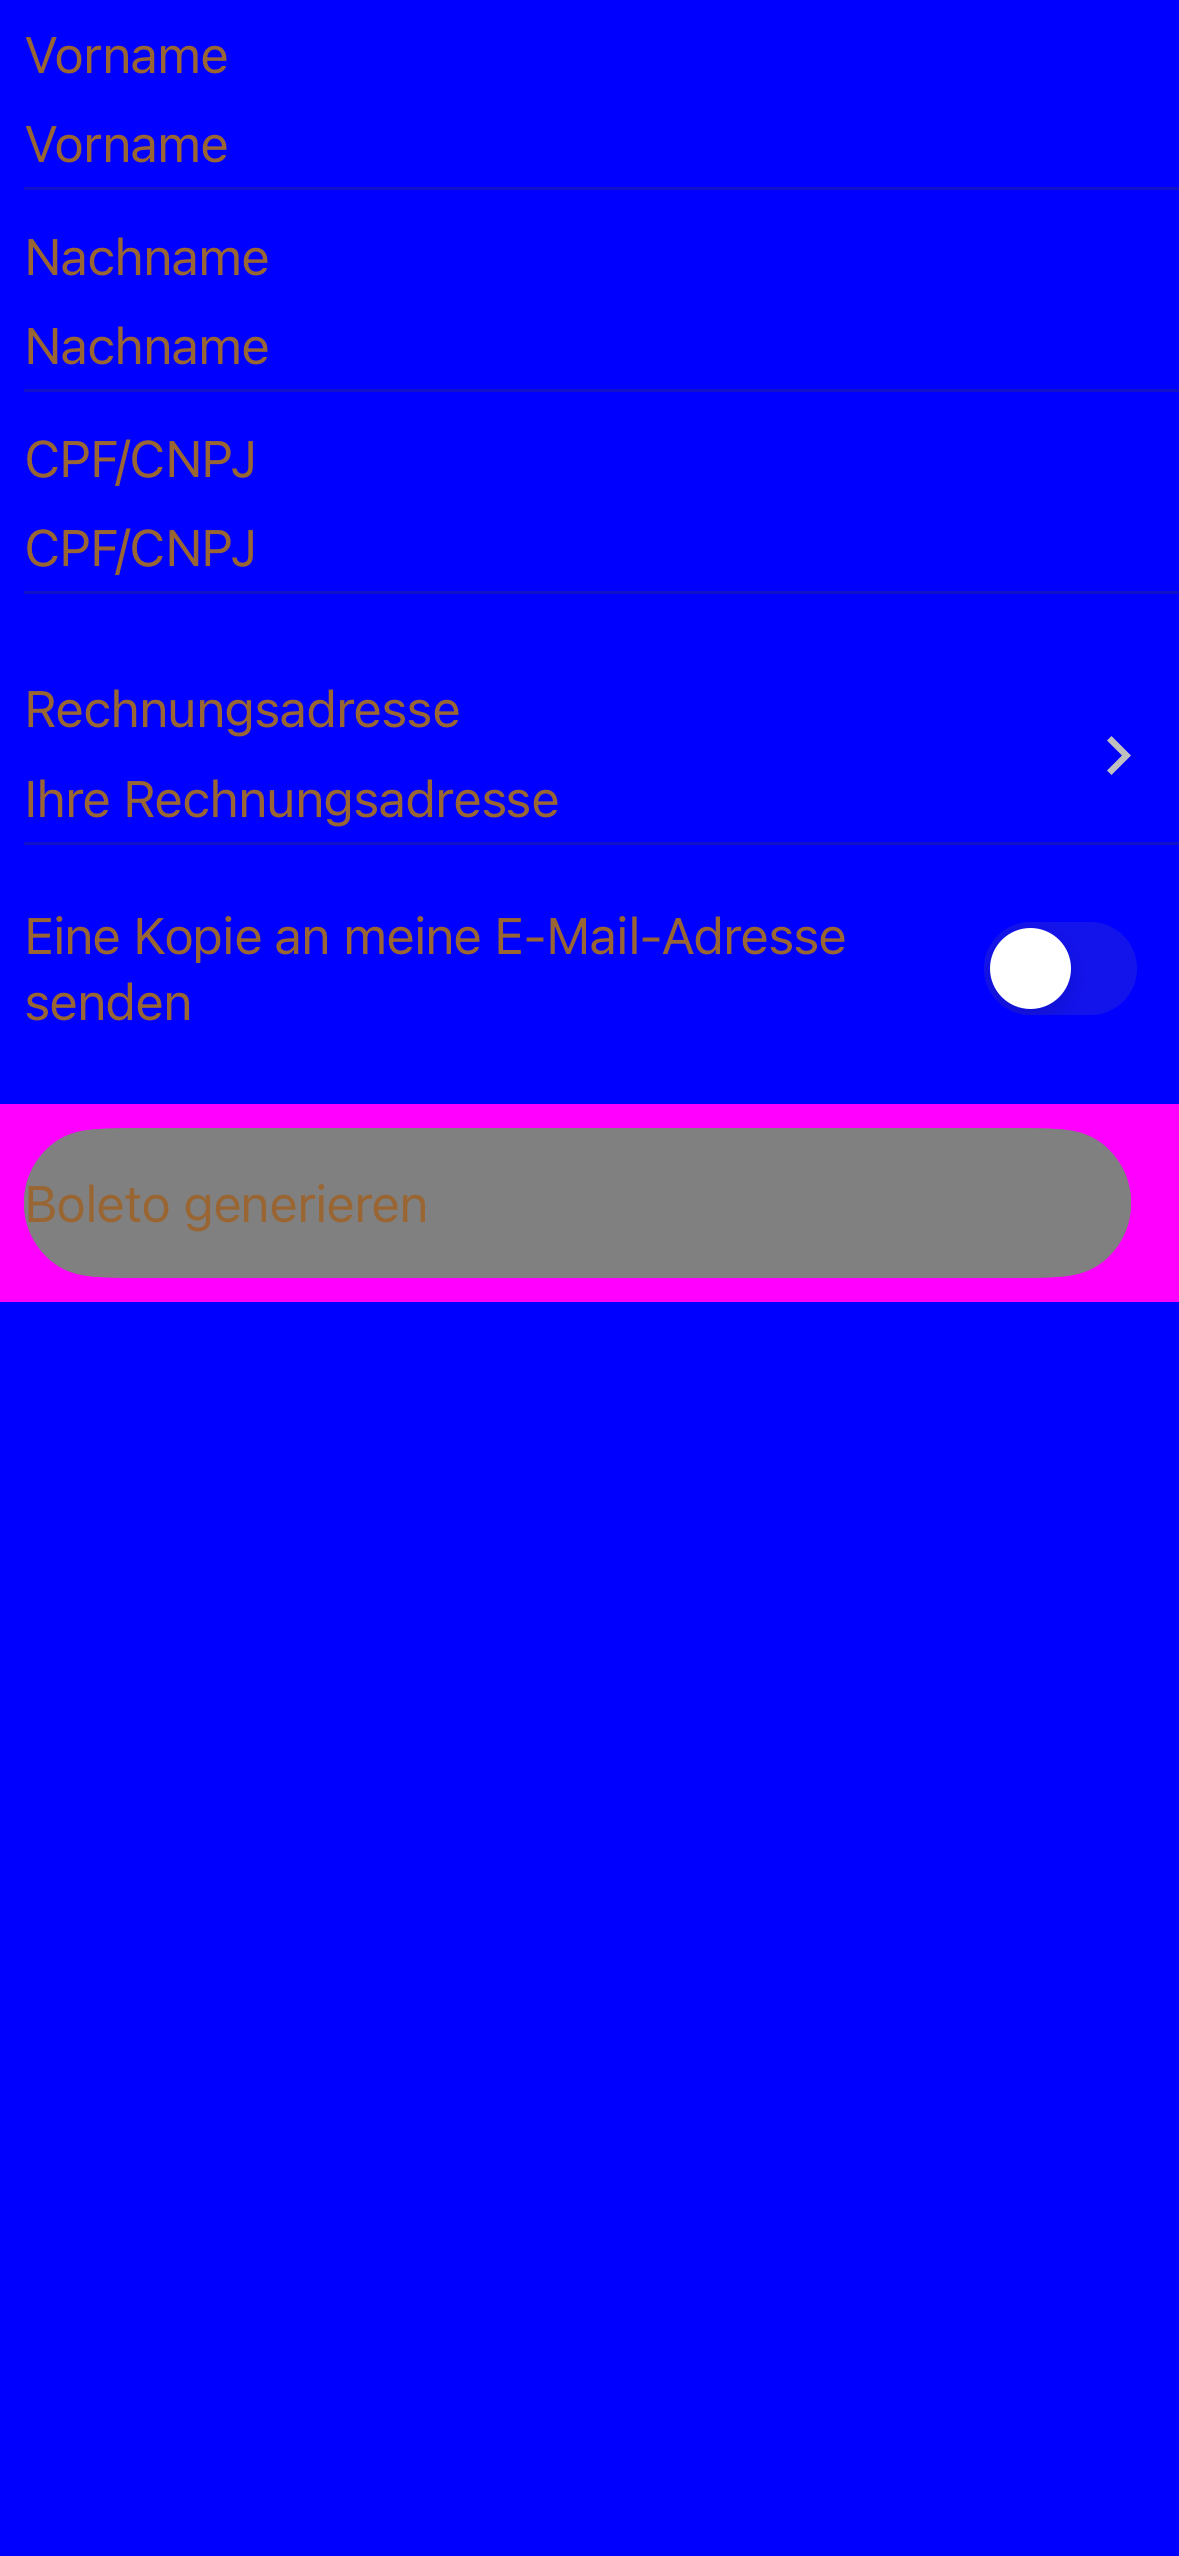 Vorname
Vorname
Nachname
Nachname
CPF/CNPJ
CPF/CNPJ
Rechnungsadresse
Ihre Rechnungsadresse
Eine Kopie an meine E-Mail-Adresse
senden
Boleto generieren